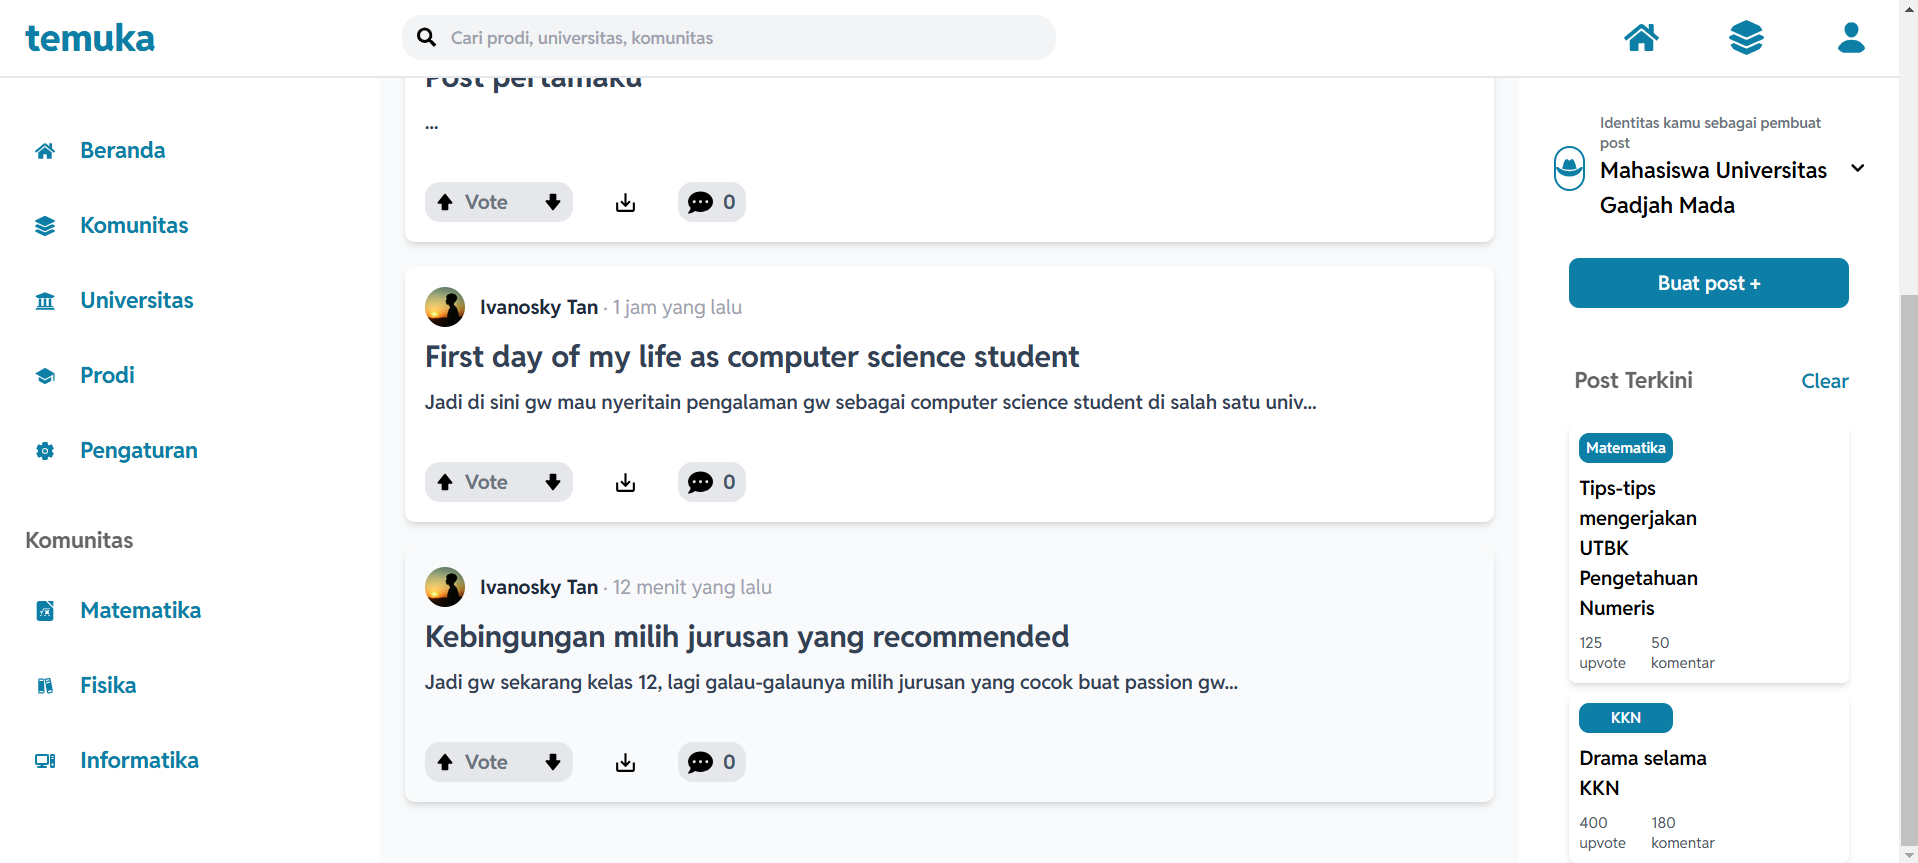 temuka
Cari prodi, universitas, komunitas
Beranda
Komunitas
Universitas
Prodi
Pengaturan
Komunitas
Matematika
Fisika
Informatika
Post pertamaku
...
Vote
0
Ivanosky Tan · 1 jam yang lalu
First day of my life as computer science student
Jadi di sini gw mau nyeritain pengalaman gw sebagai computer science student di salah satu univ...
Vote
0
Ivanosky Tan · 12 menit yang lalu
Kebingungan milih jurusan yang recommended
Jadi gw sekarang kelas 12, lagi galau-galaunya milih jurusan yang cocok buat passion gw...
Vote
0
Identitas kamu sebagai pembuat
post
Mahasiswa Universitas
Gadjah Mada
Buat post +
Post Terkini
Clear
Matematika
Tips-tips
mengerjakan
UTBK
Pengetahuan
Numeris
125 50
upvote komentar
KKN
Drama selama
KKN
400 180
upvote komentar